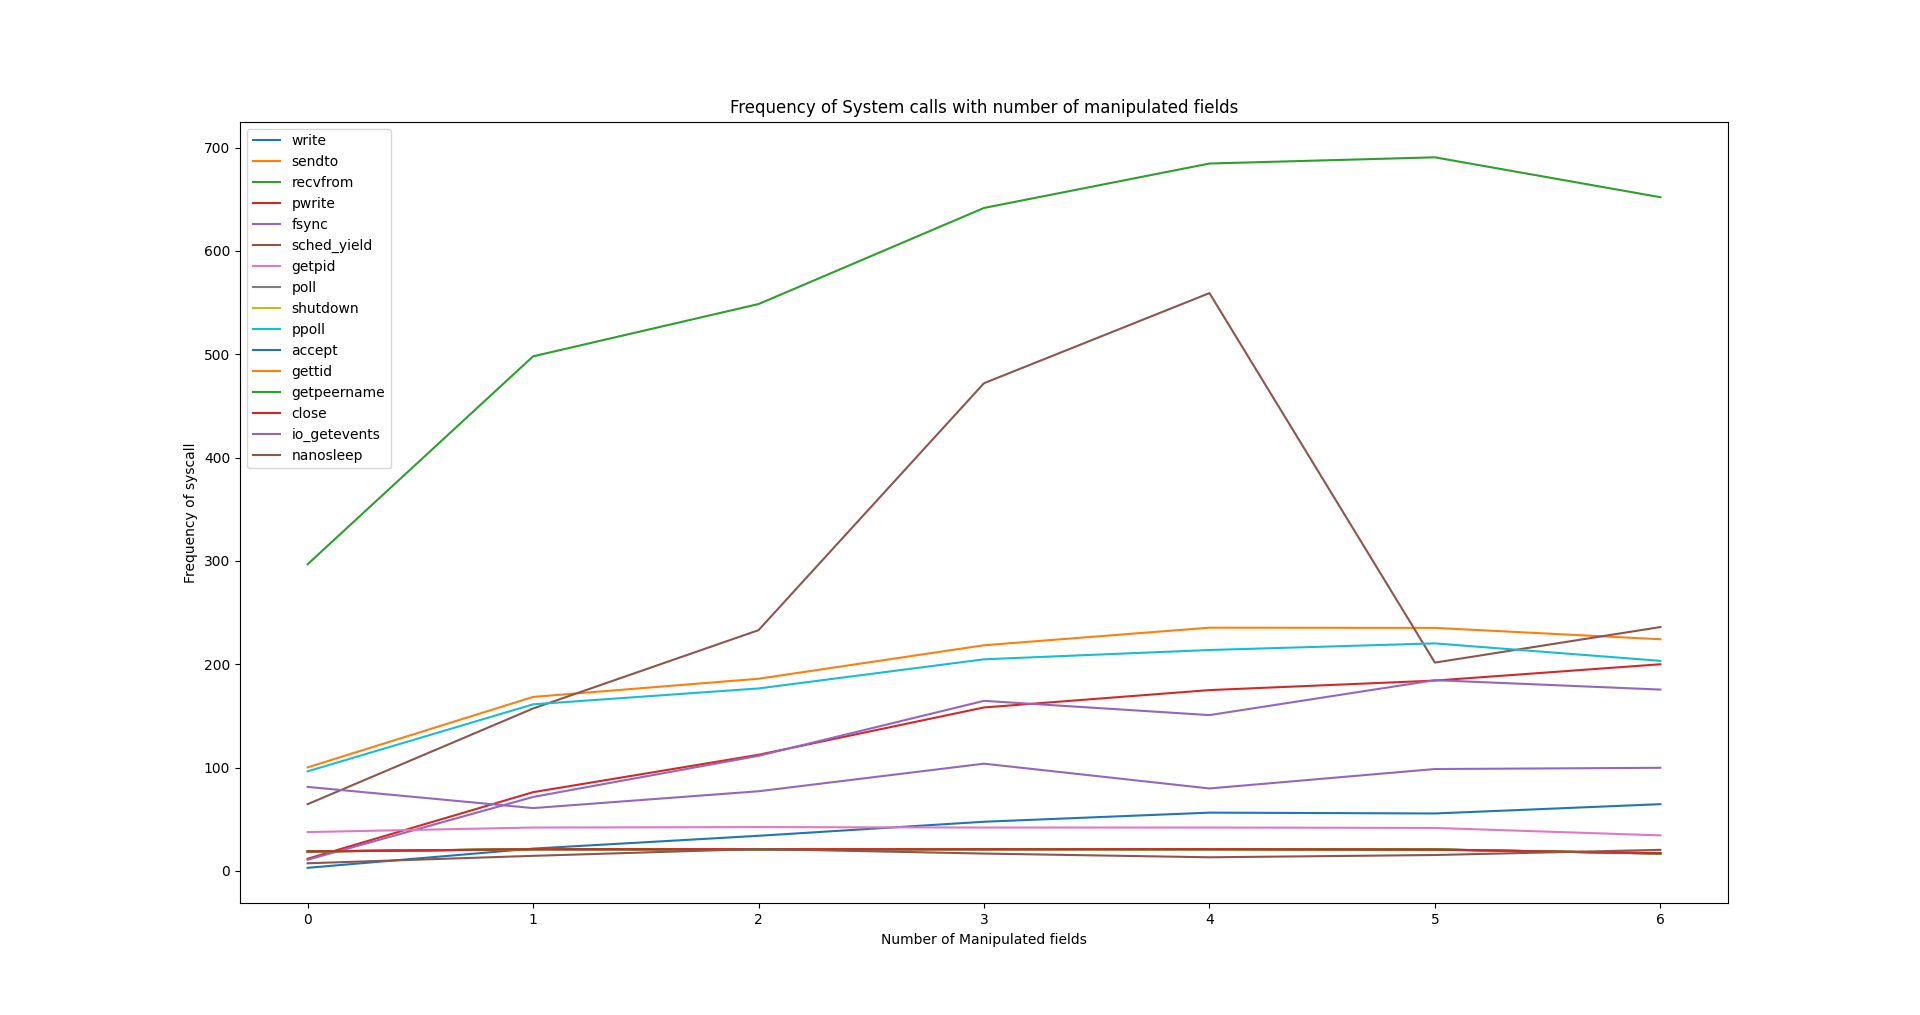 Frequency of System calls with number of manipulated fields
write
sendto
recvfrom
pwrite
fsync
sched_yield
getpid
poll
shutdown
ppoll
accept
gettid
getpeername
close
io_getevents
nanosleep
Frequency of syscall
700
600
500
400
300
200
100
0
0 1 2 3 4 5 6
Number of Manipulated fields